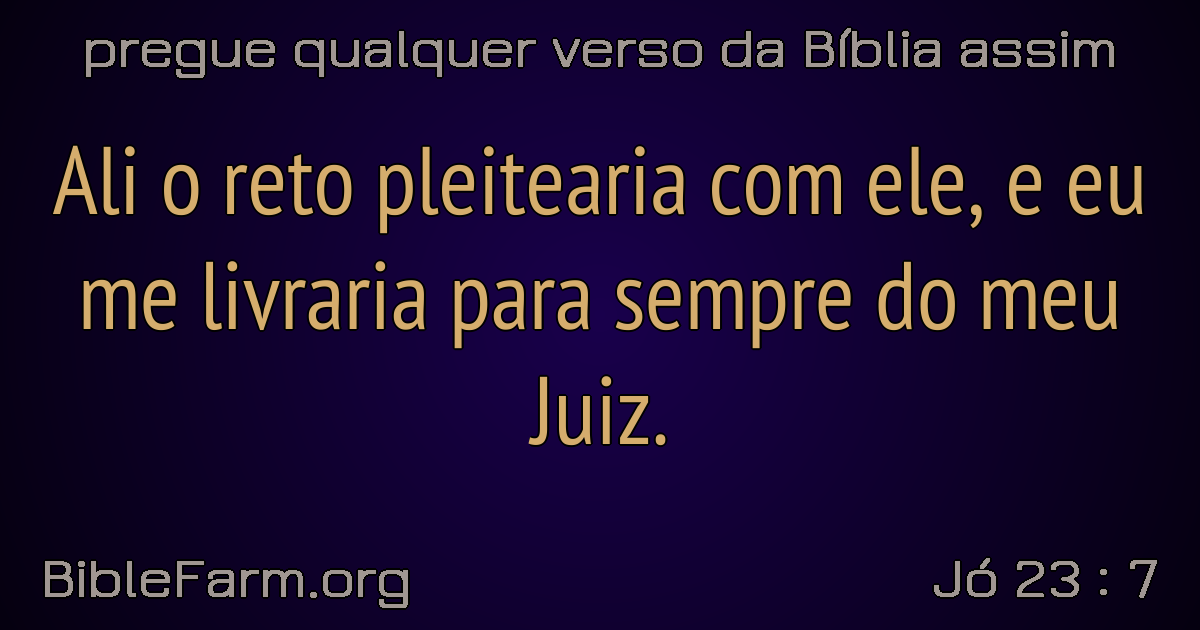 pregue qualquer verso da Bíblia assim
Ali o reto pleitearia com ele, e eu
me livraria para sempre do meu
Juiz.
BibleFarm.org
Jó 23 : 7